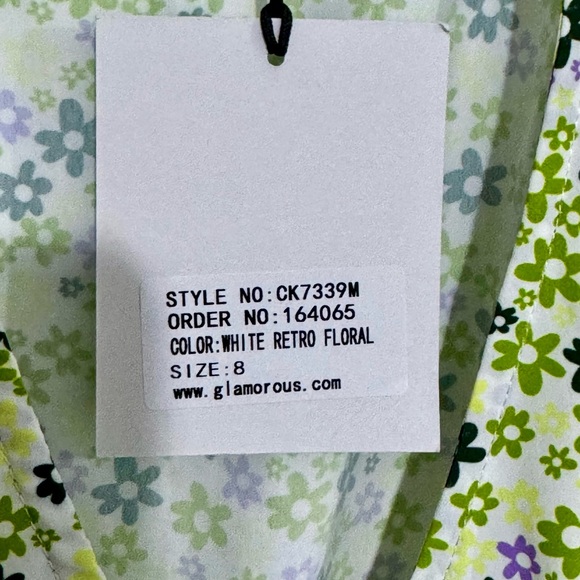 STYLE NO:CK7339M
ORDER NO:164065
COLOR:WHITE RETRO FLORAL
SIZE:8
www.glamorous.com